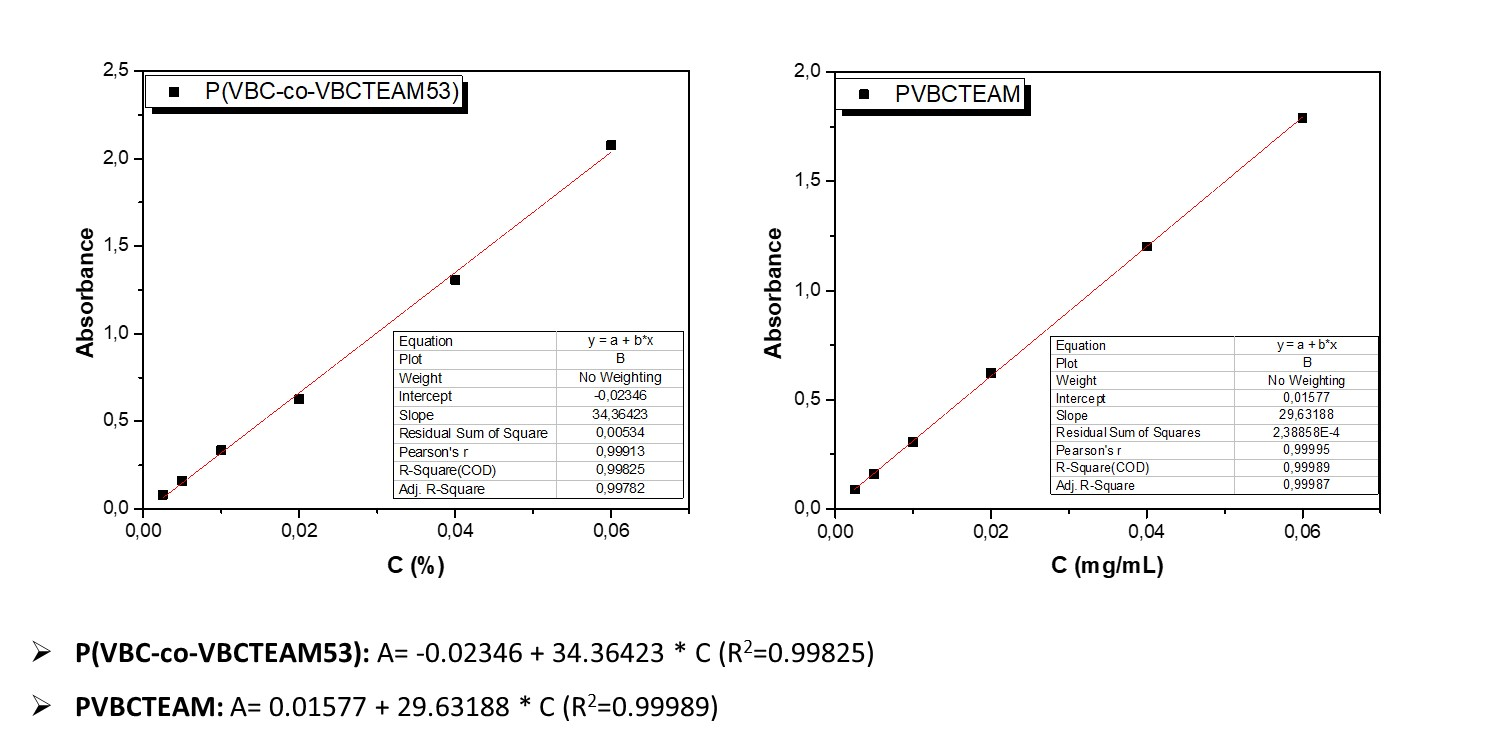 P(VBC-co-VBCTEAM53)
2,5
2,0
1,5
1,0
0,5
0,0
Absorbance
0,00 0,02 0,04 0,06
C (%)
Equation y = a + b*x
Plot B
Weight No Weighting
Intercept -0,02346
Slope 34,36423
Residual Sum of Square 0,00534
Pearson's r 0,99913
R-Square(COD) 0,99825
Adj. R-Square 0,99782
PVBCTEAM
2,0
1,5
1,0
0,5
0,0
Absorbance
0,00 0,02 0,04 0,06
C (mg/mL)
Equation y = a + b*x
Plot B
Weight No Weighting
Intercept 0,01577
Slope 29,63188
Residual Sum of Squares 2,38858E-4
Pearson's r 0,99995
R-Square(COD) 0,99989
Adj. R-Square 0,99987
➢ P(VBC-co-VBCTEAM53): A= -0.02346 + 34.36423 * C (R²=0.99825)
➢ PVBCTEAM: A= 0.01577 + 29.63188 * C (R²=0.99989)